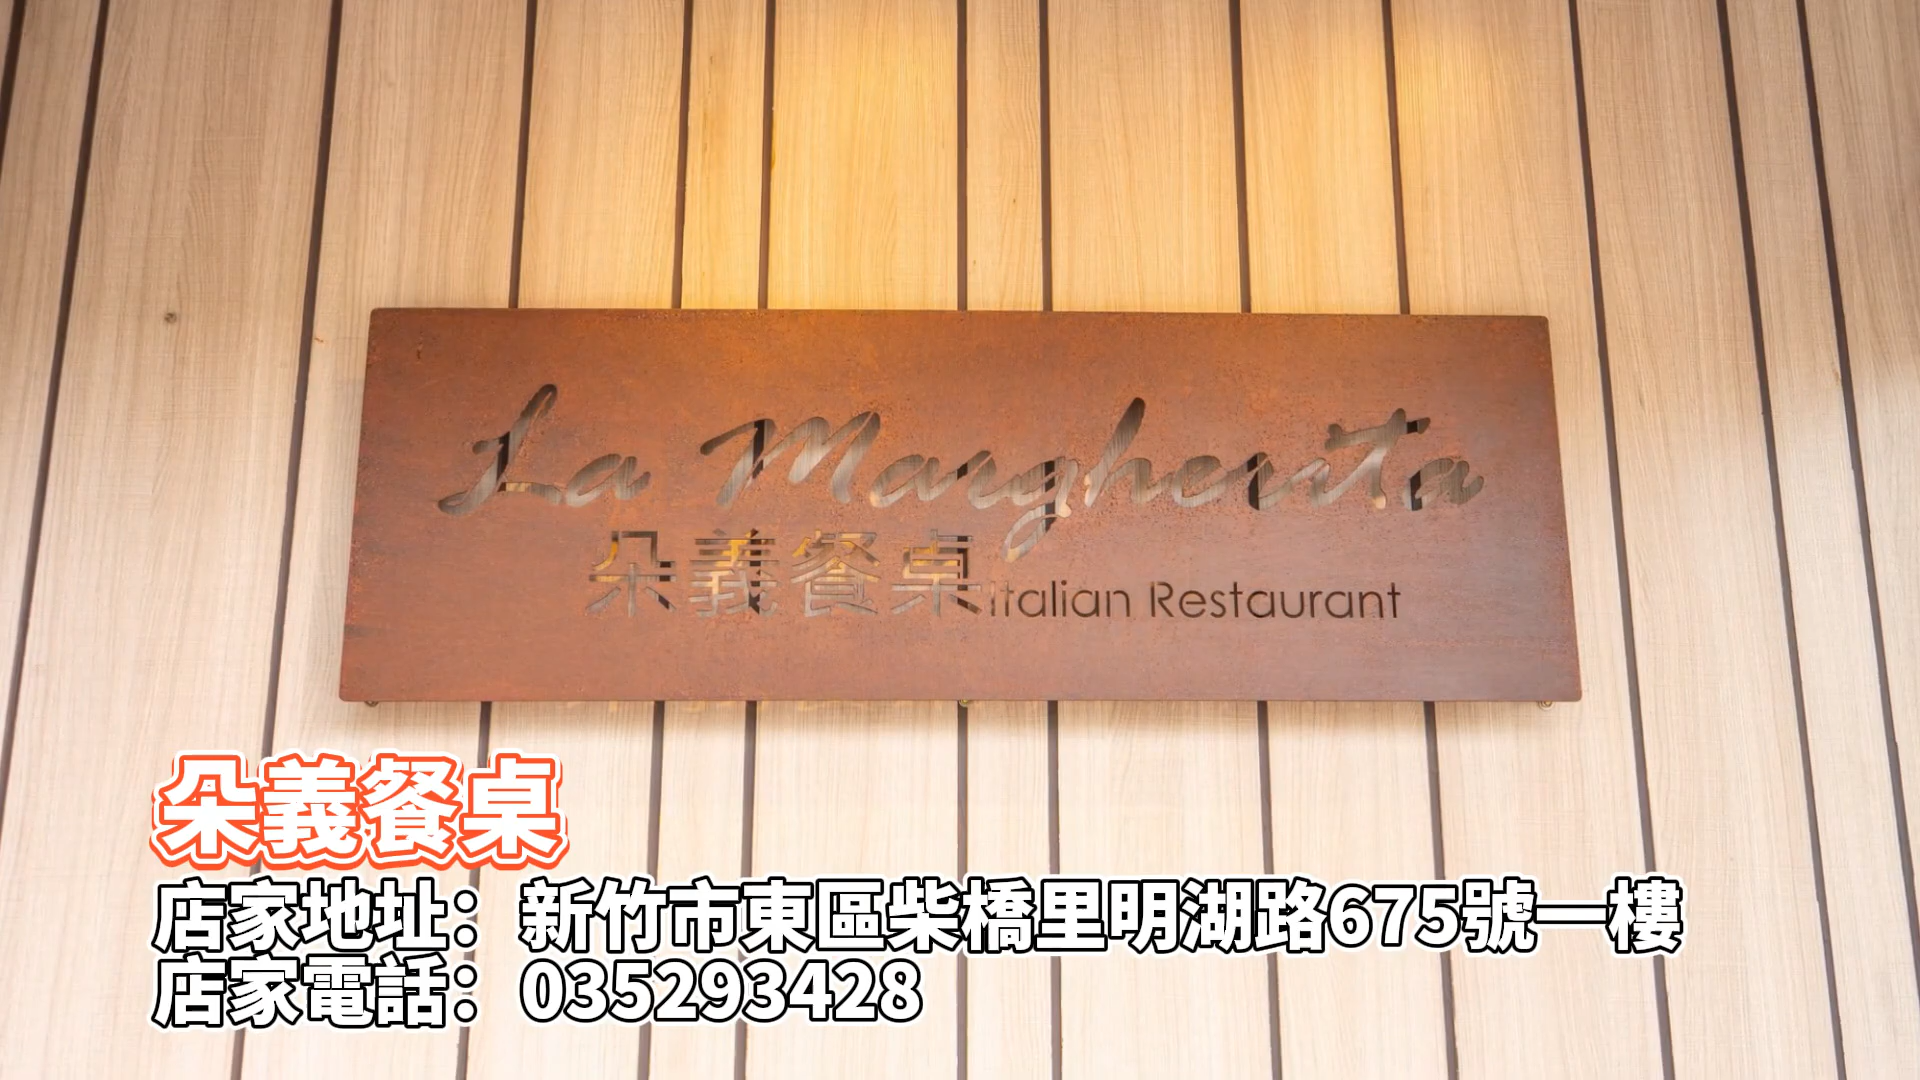 La Margherita
朵義餐桌 Italian Restaurant
朵義餐桌
店家地址：新竹市東區柴橋里明湖路675號一樓
店家電話：035293428